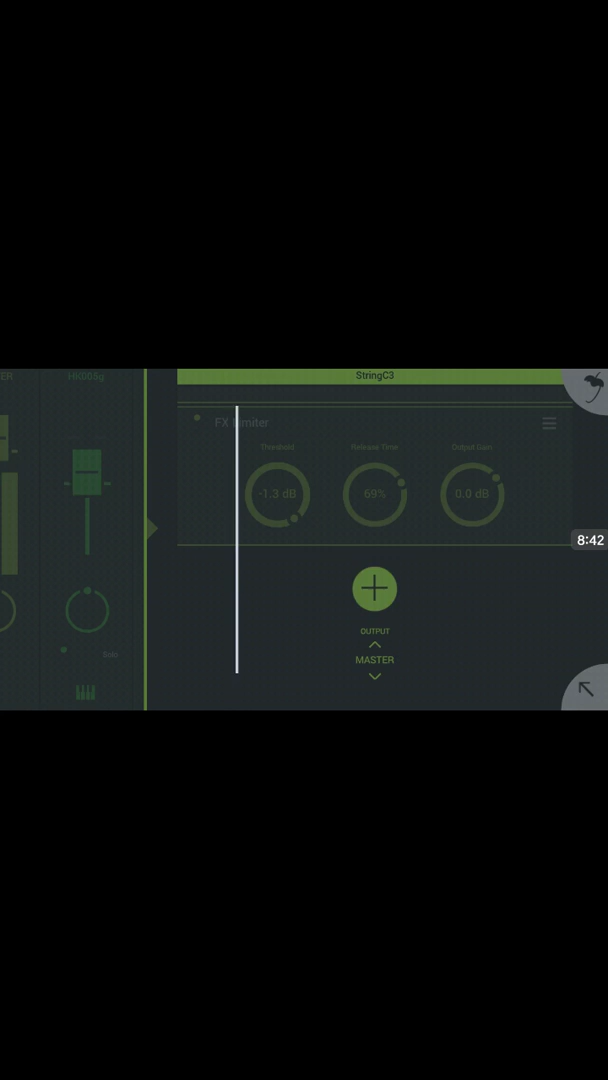 StringC3
FX Limiter
Threshold
Release Time
Output Gain
-1.3 dB
69%
0.0 dB
8:42
OUTPUT
MASTER
ER
Solo